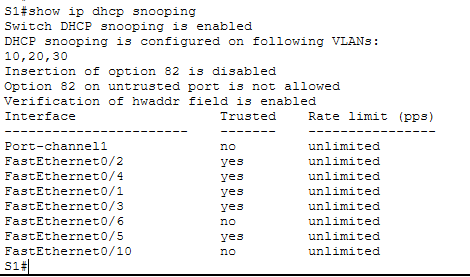 S1#show ip dhcp snooping
Switch DHCP snooping is enabled
DHCP snooping is configured on following VLANs:
10,20,30
Insertion of option 82 is disabled
Option 82 on untrusted port is not allowed
Verification of hwaddr field is enabled
Interface Trusted Rate limit (pps)
----------------------- ------- ----------------
Port-channel1 no unlimited
FastEthernet0/2 yes unlimited
FastEthernet0/4 yes unlimited
FastEthernet0/1 yes unlimited
FastEthernet0/3 yes unlimited
FastEthernet0/6 no unlimited
FastEthernet0/5 yes unlimited
FastEthernet0/10 no unlimited
S1#